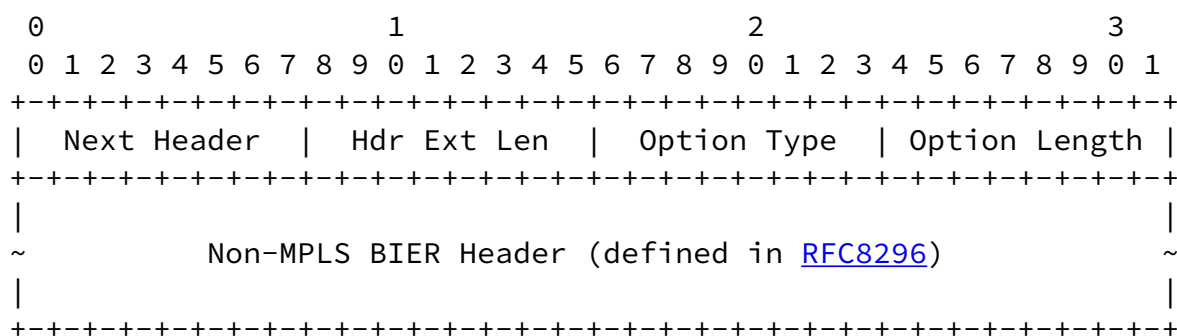 0                   1                   2                   3
 0 1 2 3 4 5 6 7 8 9 0 1 2 3 4 5 6 7 8 9 0 1 2 3 4 5 6 7 8 9 0 1
+-+-+-+-+-+-+-+-+-+-+-+-+-+-+-+-+-+-+-+-+-+-+-+-+-+-+-+-+-+-+-+-+
|  Next Header  |  Hdr Ext Len  |  Option Type  | Option Length |
+-+-+-+-+-+-+-+-+-+-+-+-+-+-+-+-+-+-+-+-+-+-+-+-+-+-+-+-+-+-+-+-+
|                                                               |
~          Non-MPLS BIER Header (defined in RFC8296)            ~
|                                                               |
+-+-+-+-+-+-+-+-+-+-+-+-+-+-+-+-+-+-+-+-+-+-+-+-+-+-+-+-+-+-+-+-+